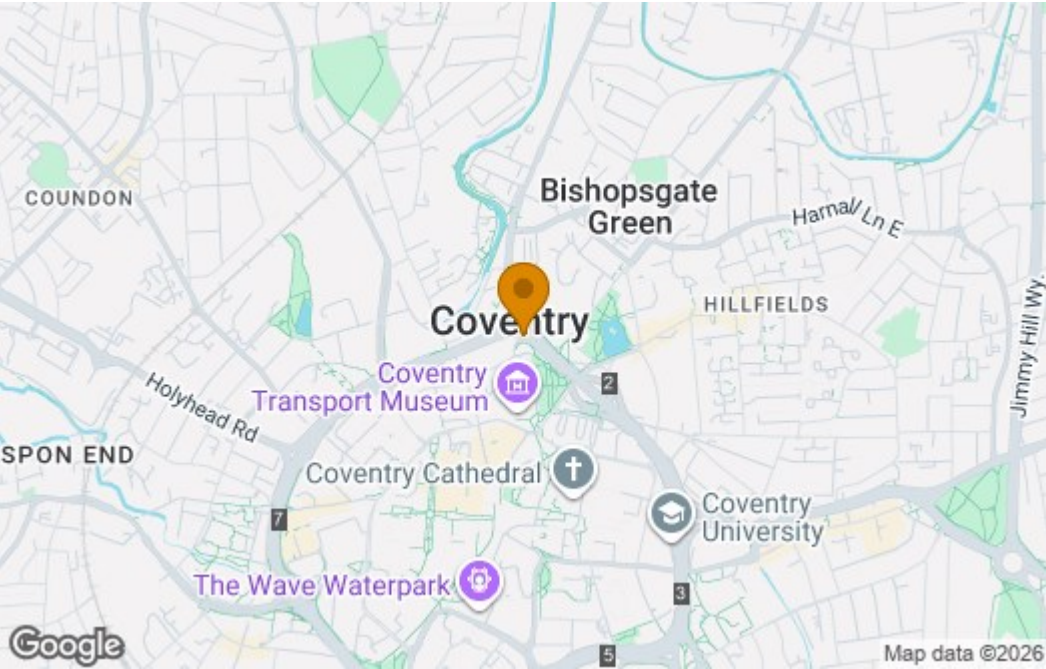 COUNDON
Bishopsgate
Green
Harnall Ln E
HILLFIELDS
Coventry
Jimmy Hill Wy.
Coventry
Transport Museum
2
Holyhead Rd
SPON END
Coventry Cathedral
Coventry
University
7
The Wave Waterpark
3
5
Google
Map data ©2026